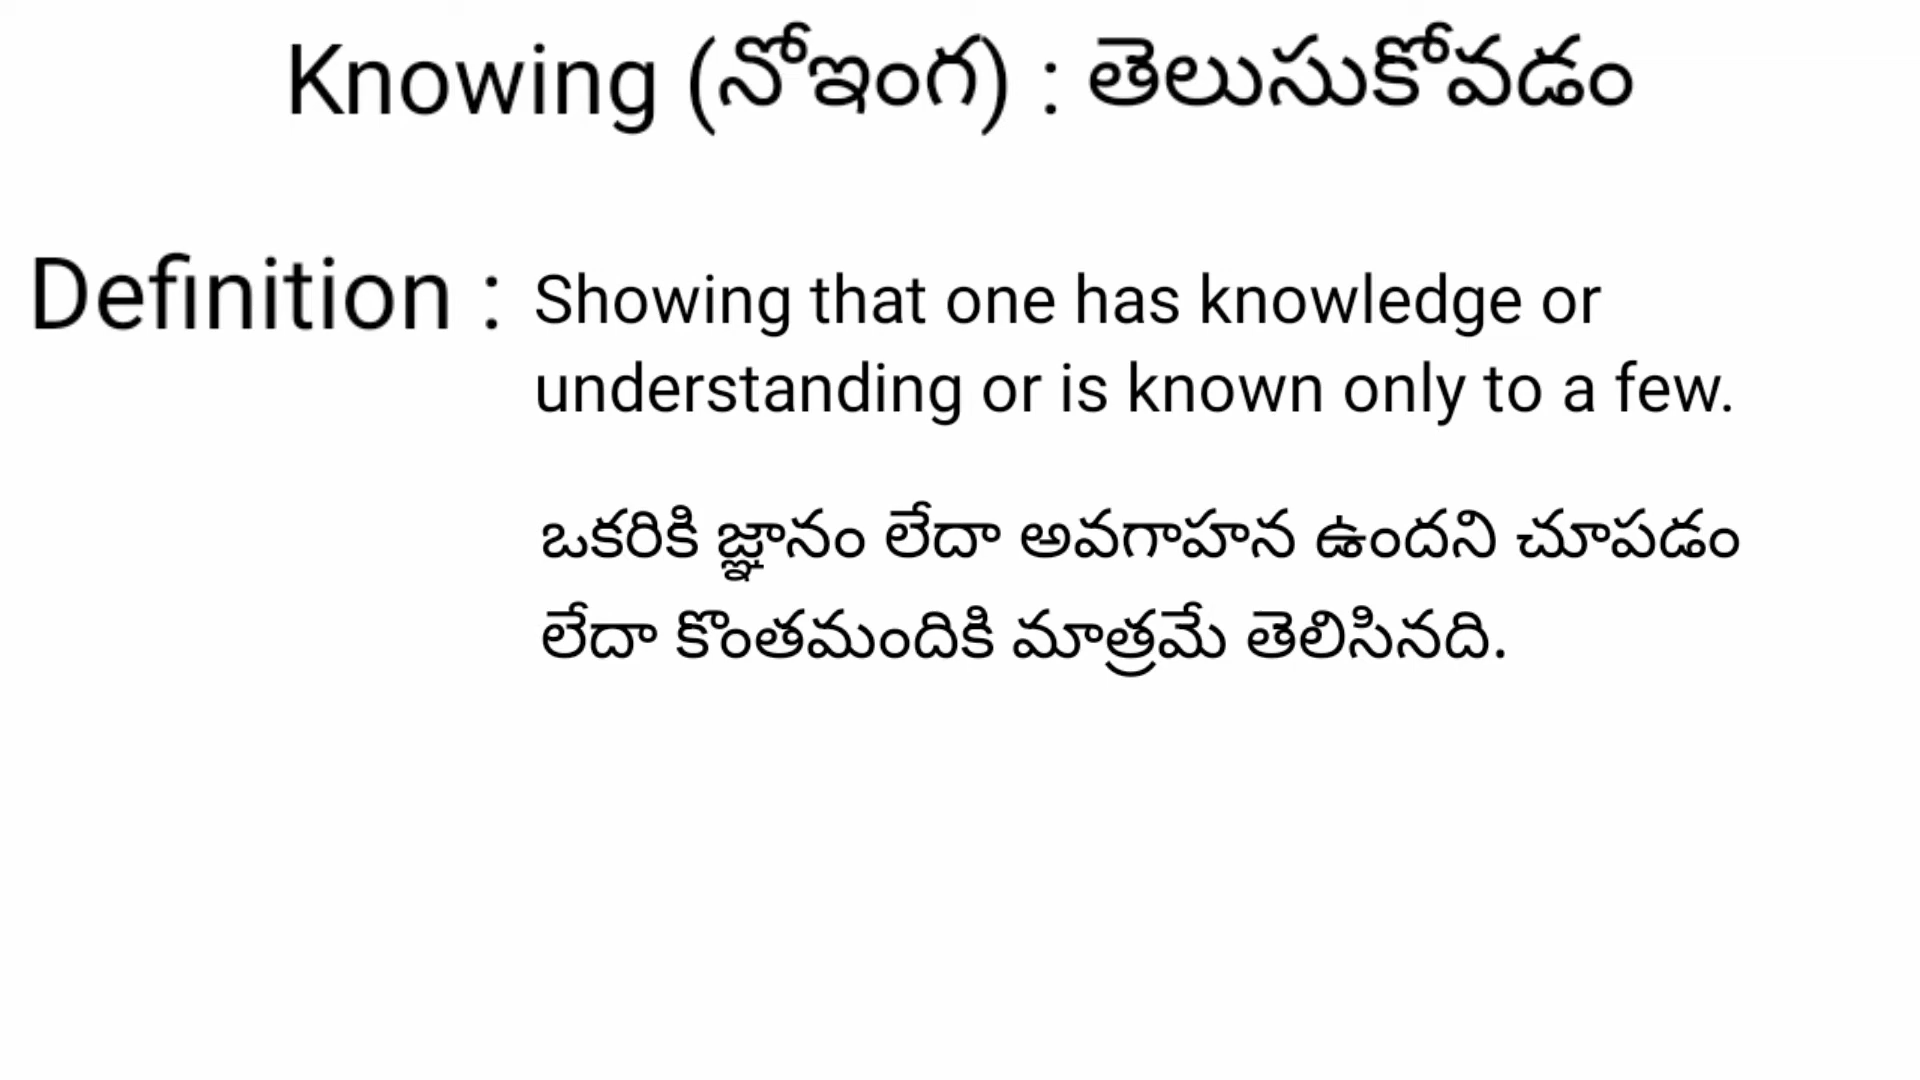 Knowing (నోఇంగ) : తెలుసుకోవడం
Definition : Showing that one has knowledge or
understanding or is known only to a few.
ఒకరికి జ్ఞానం లేదా అవగాహన ఉందని చూపడం
లేదా కొంతమందికి మాత్రమే తెలిసినది.